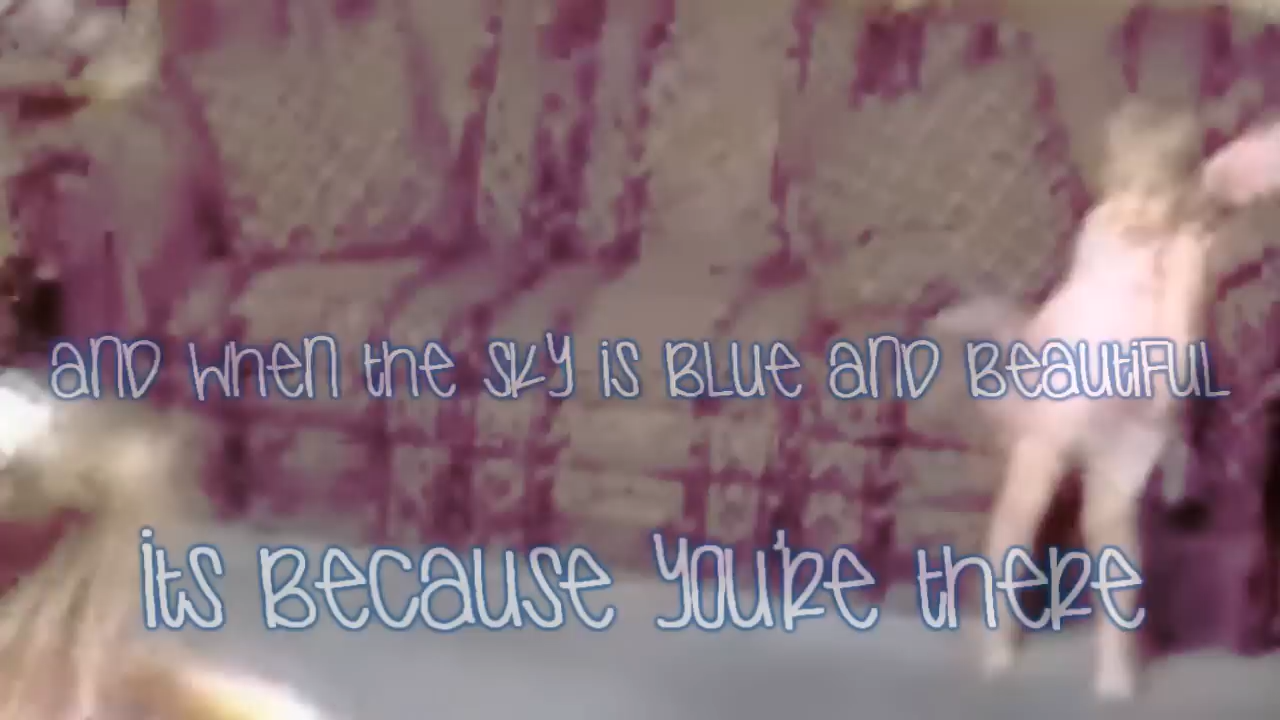 and when the sky is blue and beautiful
its because you're there